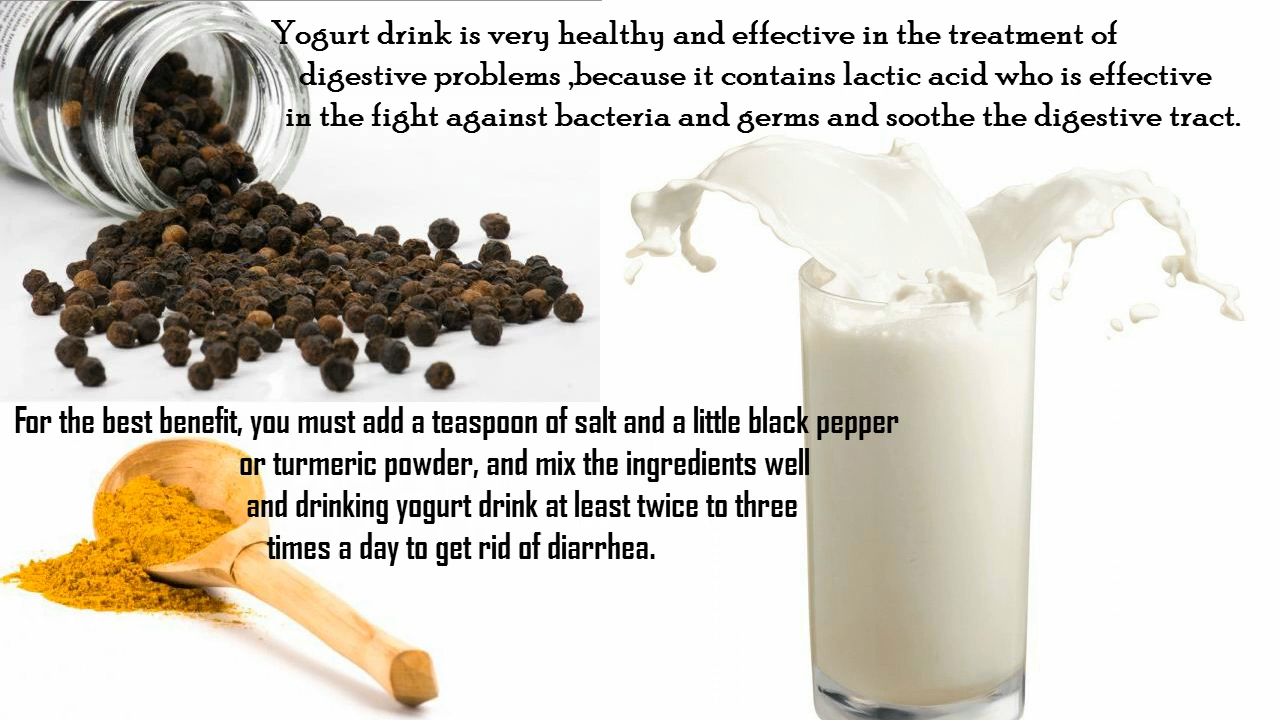 Yogurt drink is very healthy and effective in the treatment of
digestive problems ,because it contains lactic acid who is effective
in the fight against bacteria and germs and soothe the digestive tract.
For the best benefit, you must add a teaspoon of salt and a little black pepper
or turmeric powder, and mix the ingredients well
and drinking yogurt drink at least twice to three
times a day to get rid of diarrhea.